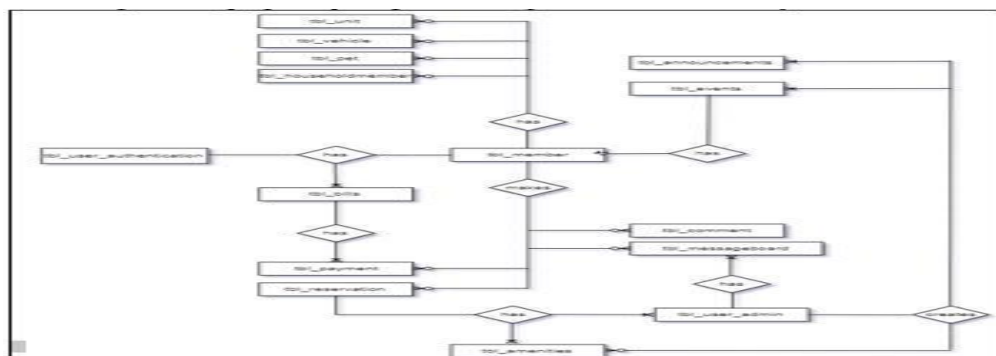 tbl_unit
tbl_vehicle
tbl_pet
tbl_householdmember
tbl_announcements
tbl_events
has
tbl_user_authentication
has
tbl_member
has
tbl_bills
makes
has
tbl_comment
tbl_messageboard
tbl_payment
has
tbl_reservation
has
tbl_user_admin
creates
tbl_amenities